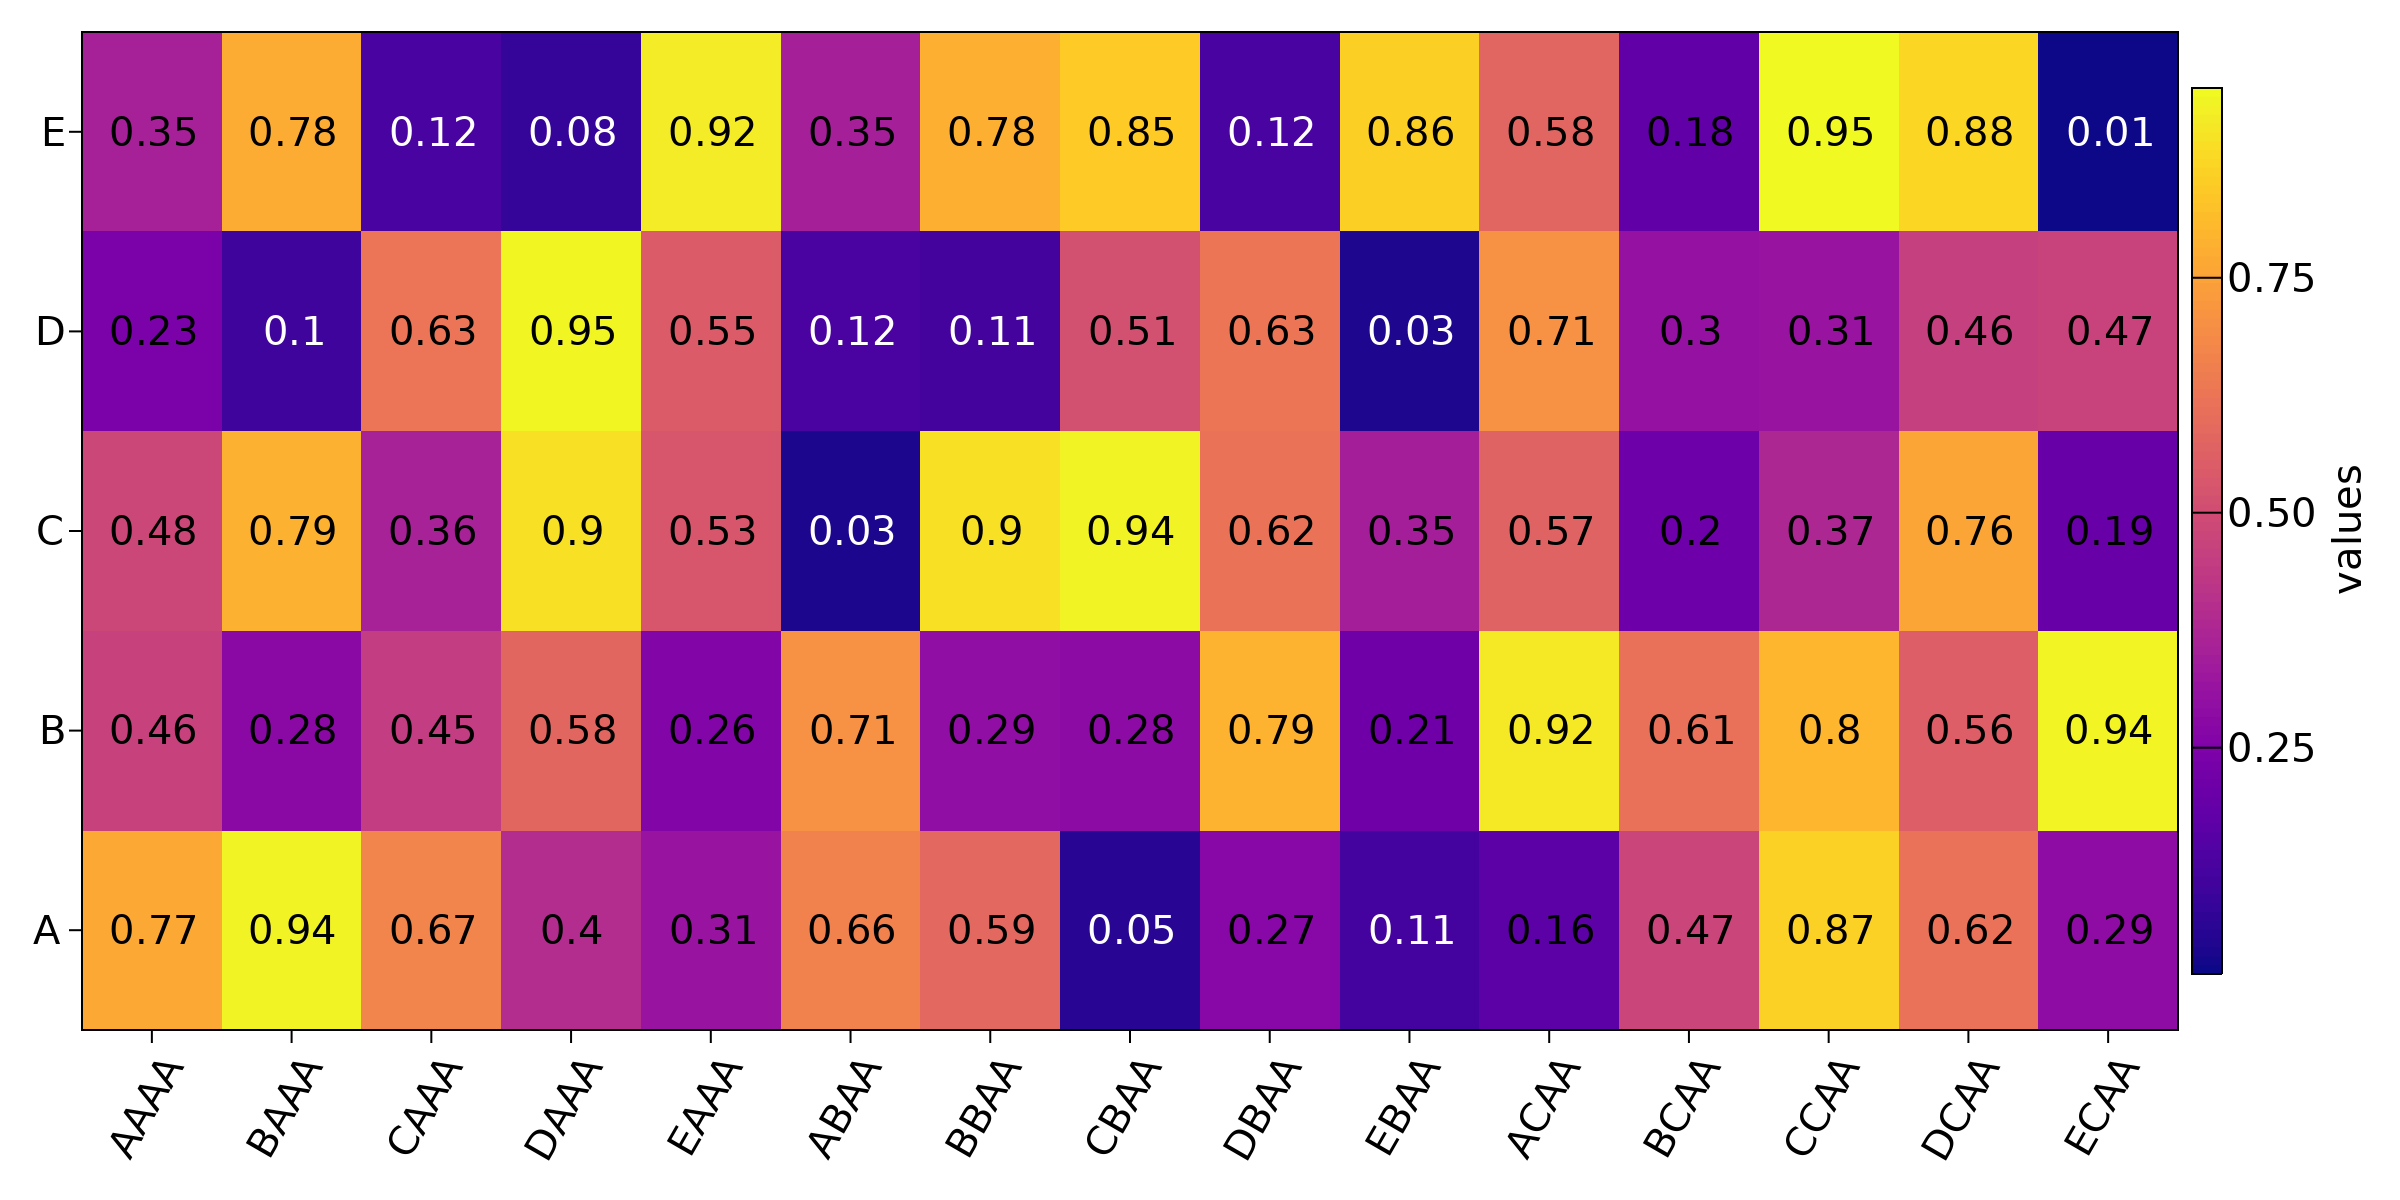 E 0.35 0.78 0.12 0.08 0.92 0.35 0.78 0.85 0.12 0.86 0.58 0.18 0.95 0.88 0.01
D 0.23 0.1 0.63 0.95 0.55 0.12 0.11 0.51 0.63 0.03 0.71 0.3 0.31 0.46 0.47
C 0.48 0.79 0.36 0.9 0.53 0.03 0.9 0.94 0.62 0.35 0.57 0.2 0.37 0.76 0.19
B 0.46 0.28 0.45 0.58 0.26 0.71 0.29 0.28 0.79 0.21 0.92 0.61 0.8 0.56 0.94
A 0.77 0.94 0.67 0.4 0.31 0.66 0.59 0.05 0.27 0.11 0.16 0.47 0.87 0.62 0.29
AAAA BAAA CAAA DAAA EAAA ABAA BBAA CBAA DBAA EBAA ACAA BCAA CCAA DCAA ECAA
0.75
0.50
0.25
values